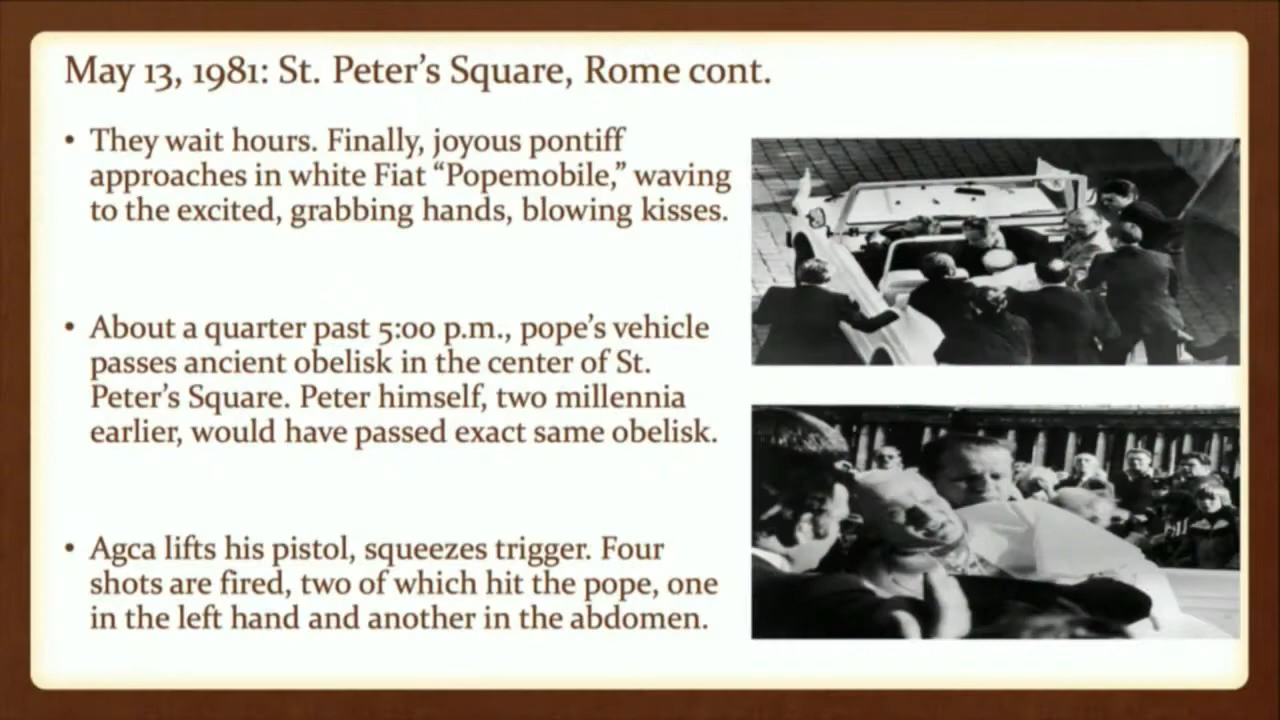 May 13, 1981: St. Peter’s Square, Rome cont.
• They wait hours. Finally, joyous pontiff
approaches in white Fiat “Popemobile,” waving
to the excited, grabbing hands, blowing kisses.
• About a quarter past 5:00 p.m., pope’s vehicle
passes ancient obelisk in the center of St.
Peter’s Square. Peter himself, two millennia
earlier, would have passed exact same obelisk.
• Agca lifts his pistol, squeezes trigger. Four
shots are fired, two of which hit the pope, one
in the left hand and another in the abdomen.